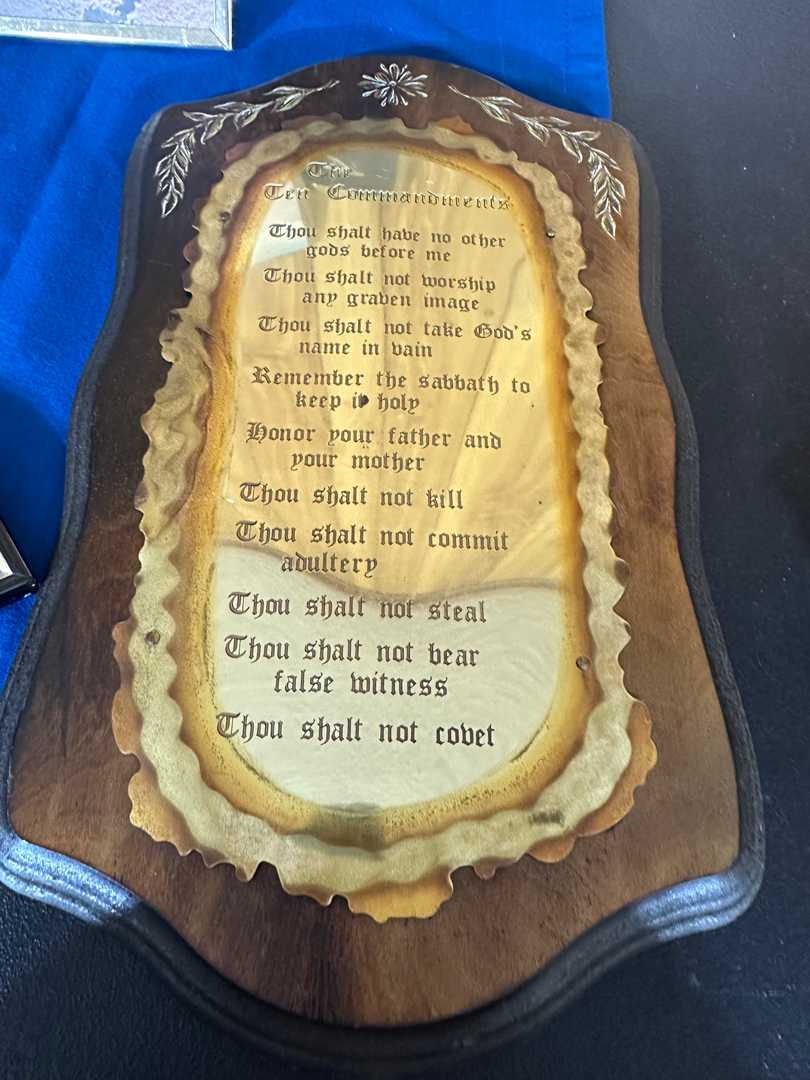 The
Ten Commandments
Thou shalt have no other
gods before me
Thou shalt not worship
any graven image
Thou shalt not take God's
name in vain
Remember the sabbath to
keep it holy
Honor your father and
your mother
Thou shalt not kill
Thou shalt not commit
adultery
Thou shalt not steal
Thou shalt not bear
false witness
Thou shalt not covet